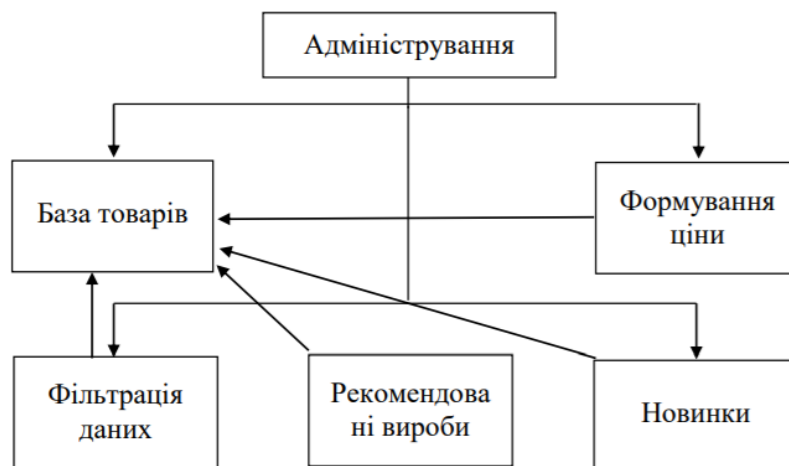 Адміністрування
База товарів
Формування
ціни
Фільтрація
даних
Рекомендова
ні вироби
Новинки